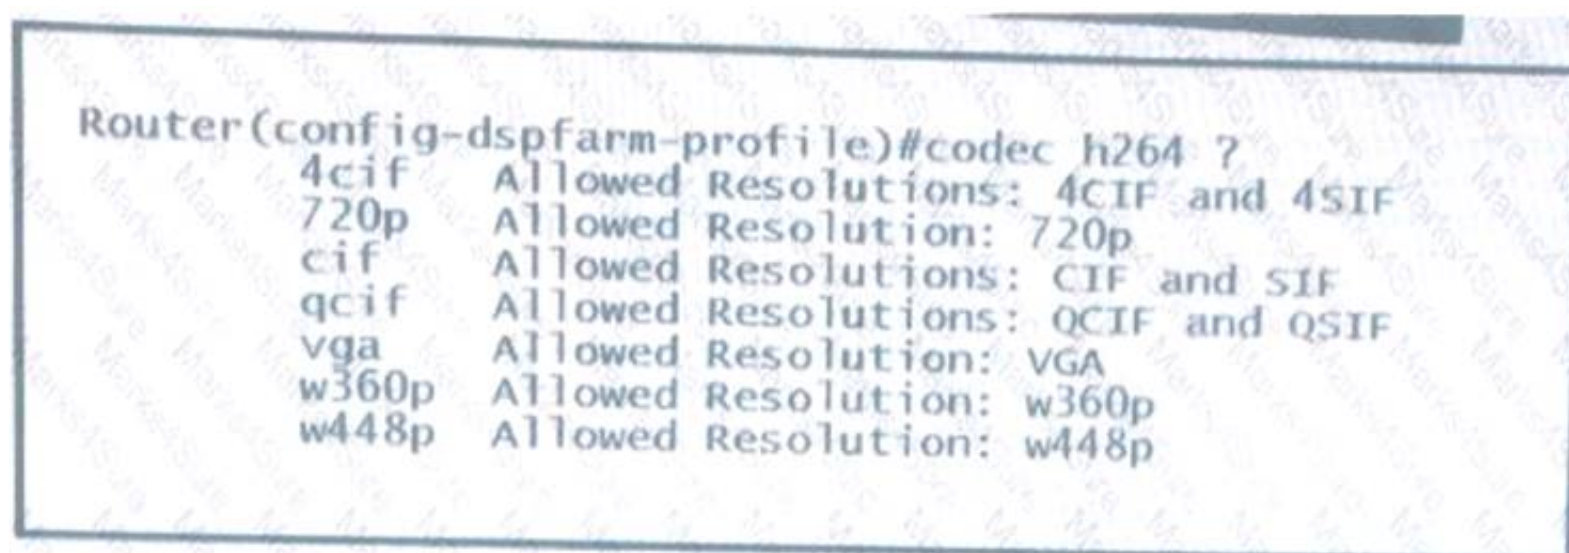 Router(config-dspfarm-profile)#codec h264 ?
4cif Allowed Resolutions: 4CIF and 4SIF
720p Allowed Resolution: 720p
cif Allowed Resolutions: CIF and SIF
qcif Allowed Resolutions: QCIF and QSIF
vga Allowed Resolution: VGA
w360p Allowed Resolution: w360p
w448p Allowed Resolution: w448p